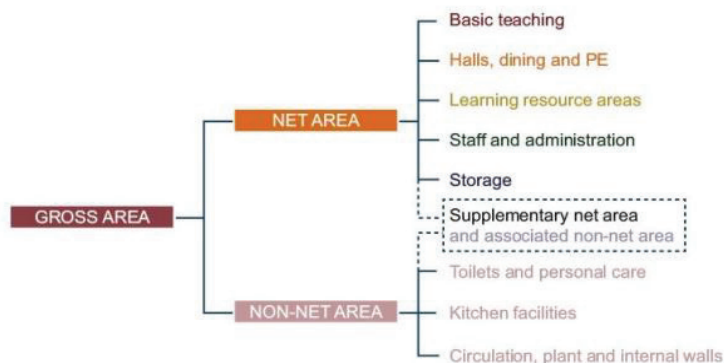 Basic teaching
Halls, dining and PE
NET AREA
Learning resource areas
Staff and administration
Storage
GROSS AREA
Supplementary net area
and associated non-net area
Toilets and personal care
NON-NET AREA
Kitchen facilities
Circulation, plant and internal walls